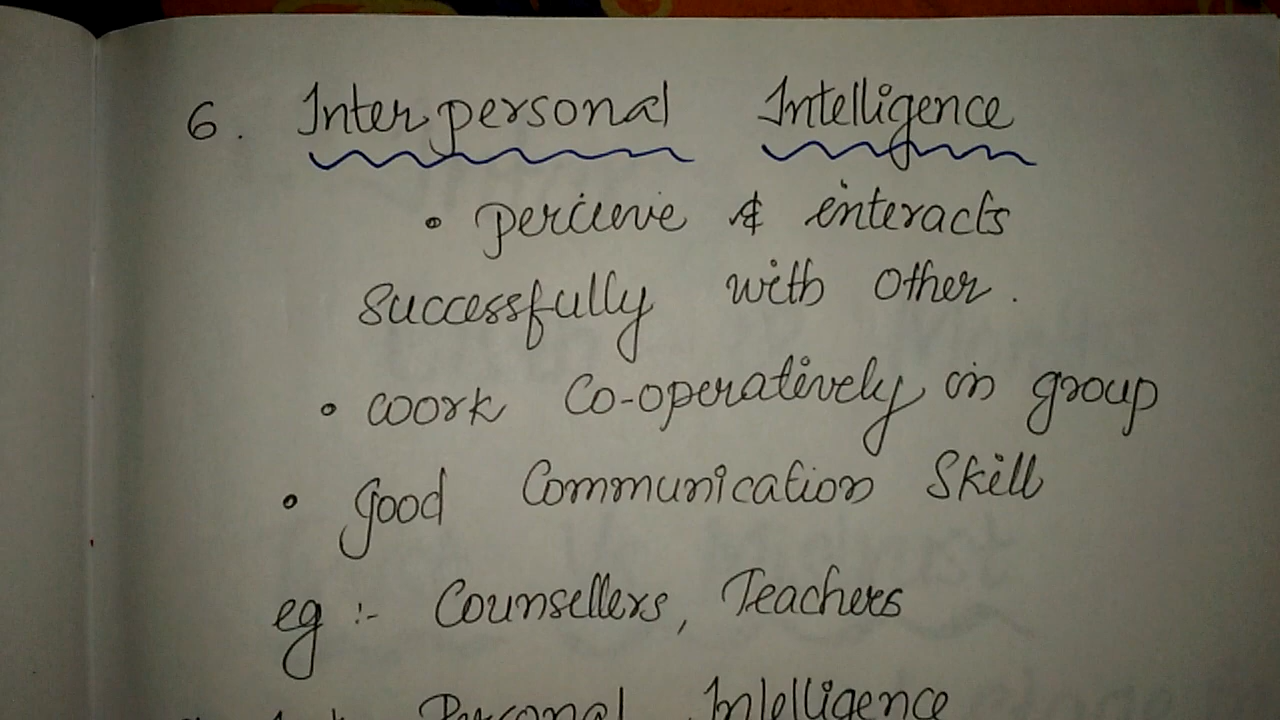 6. Interpersonal Intelligence
• percieve & interacts
successfully with other.
• work Co-operatively in group
• good Communication Skill
eg :- Counsellers, Teachers
Personal Intelligence